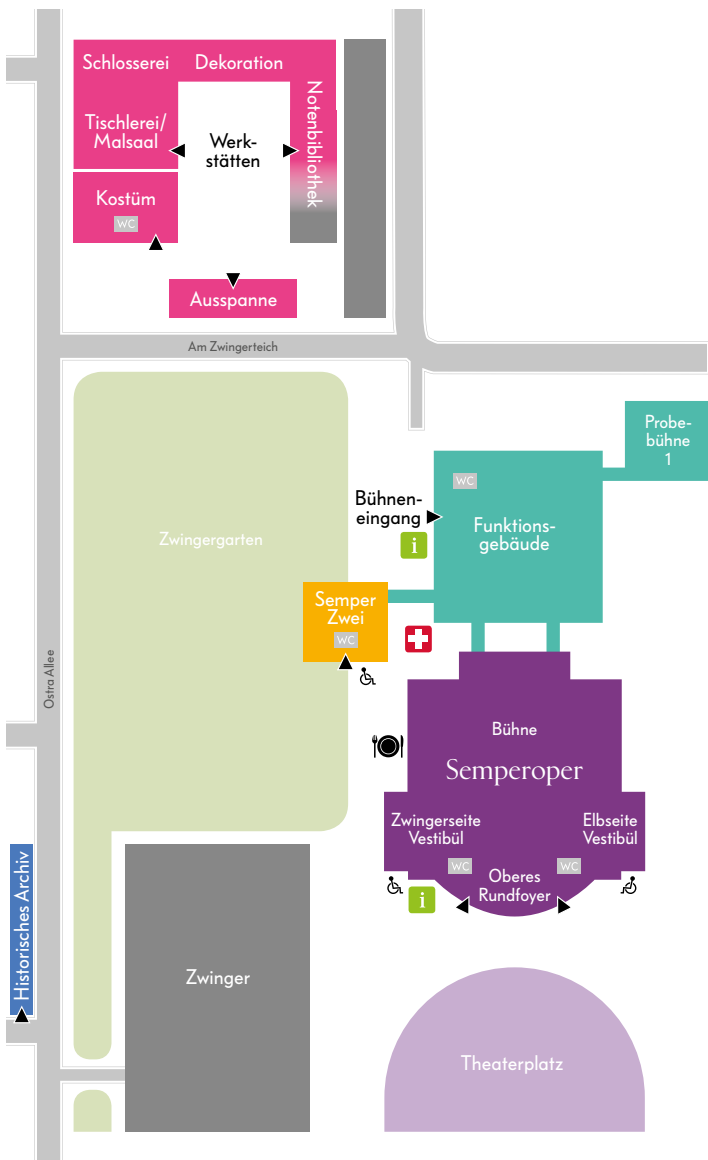 Schlosserei
Dekoration
Notenbibliothek
Tischlerei/
Malsaal
Werk-
stätten
Kostüm
WC
Ausspanne
Am Zwingerteich
Probe-
bühne
1
WC
Bühnen-
eingang
Funktions-
gebäude
i
Zwingergarten
Semper
Zwei
WC
Ostra Allee
Bühne
Semperoper
Zwingerseite
Vestibül
Elbseite
Vestibül
WC
WC
Oberes
Rundfoyer
i
Historisches Archiv
Zwinger
Theaterplatz